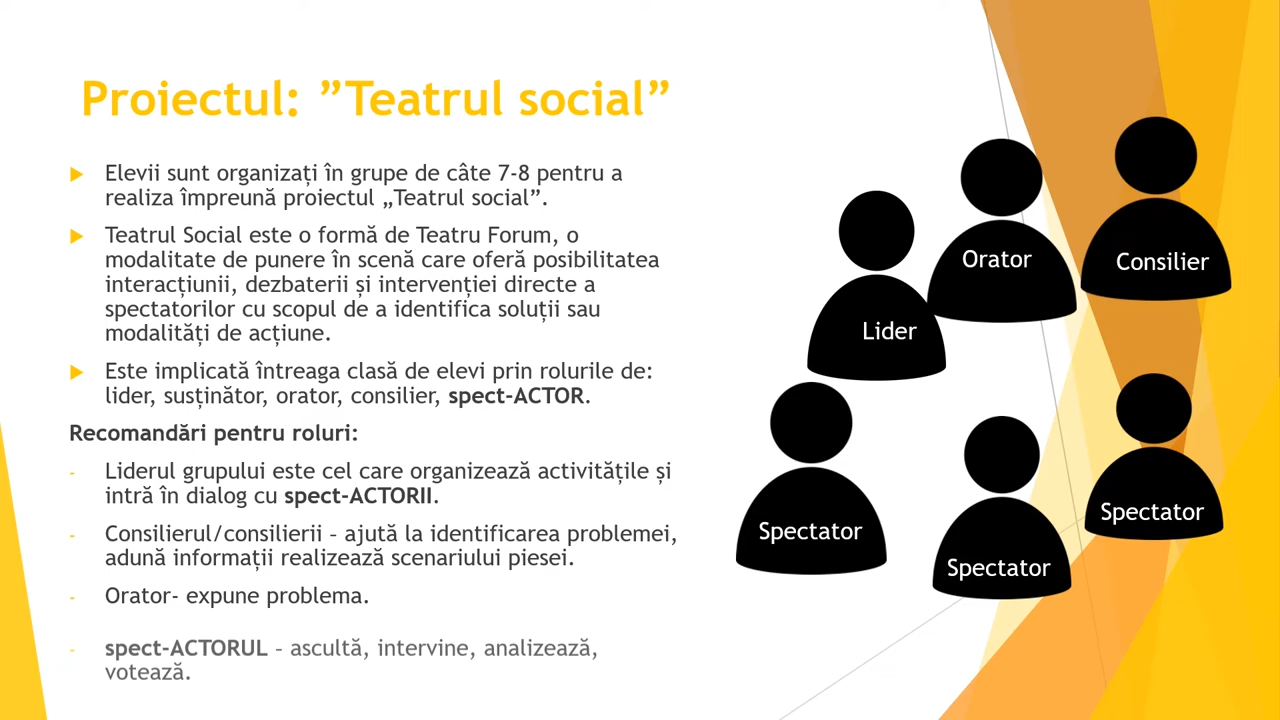 Proiectul: ”Teatrul social”
Elevii sunt organizați în grupe de câte 7-8 pentru a
realiza împreună proiectul „Teatrul social”.
Teatrul Social este o formă de Teatru Forum, o
modalitate de punere în scenă care oferă posibilitatea
interacțiunii, dezbaterii și intervenției directe a
spectatorilor cu scopul de a identifica soluții sau
modalități de acțiune.
Este implicată întreaga clasă de elevi prin rolurile de:
lider, susținător, orator, consilier, spect-ACTOR.
Recomandări pentru roluri:
- Liderul grupului este cel care organizează activitățile și
intră în dialog cu spect-ACTORII.
- Consilierul/consilierii – ajută la identificarea problemei,
adună informații realizează scenariului piesei.
- Orator- expune problema.
- spect-ACTORUL – ascultă, intervine, analizează,
votează.
Orator
Consilier
Lider
Spectator
Spectator
Spectator